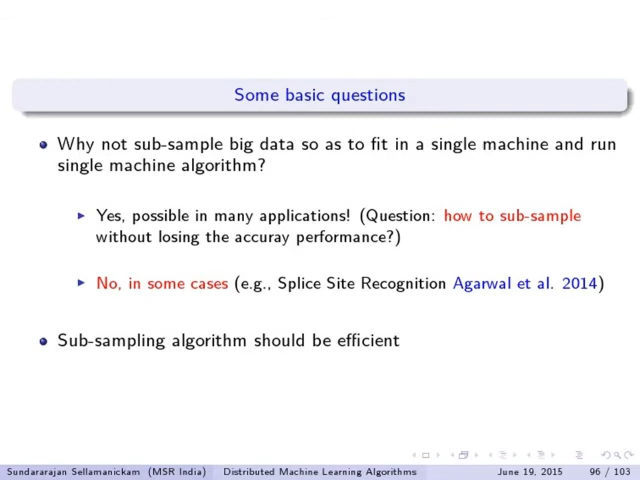 Some basic questions
Why not sub-sample big data so as to fit in a single machine and run
single machine algorithm?
Yes, possible in many applications! (Question: how to sub-sample
without losing the accuray performance?)
No, in some cases (e.g., Splice Site Recognition Agarwal et al. 2014)
Sub-sampling algorithm should be efficient
Sundararajan Sellamanickam (MSR India) Distributed Machine Learning Algorithms June 19, 2015 96 / 103